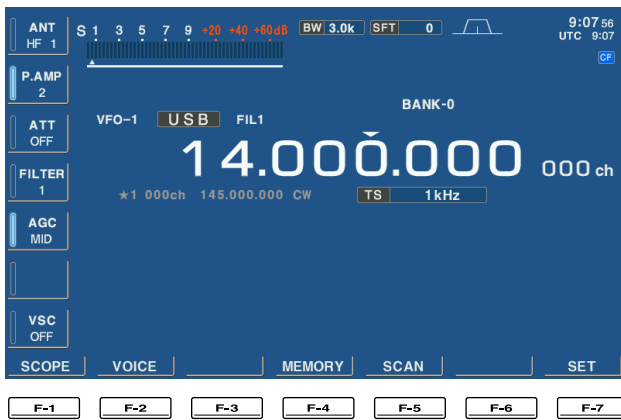 ANT
HF 1
S 1 3 5 7 9 +20 +40 +60dB
BW 3.0k
SFT 0
9:07 56
UTC 9:07
CF
P.AMP
2
BANK-0
ATT
OFF
VFO-1 USB FIL1
14.000.000 000 ch
FILTER
1
★1 000ch 145.000.000 CW
TS 1kHz
AGC
MID
VSC
OFF
SCOPE VOICE MEMORY SCAN SET
F-1 F-2 F-3 F-4 F-5 F-6 F-7